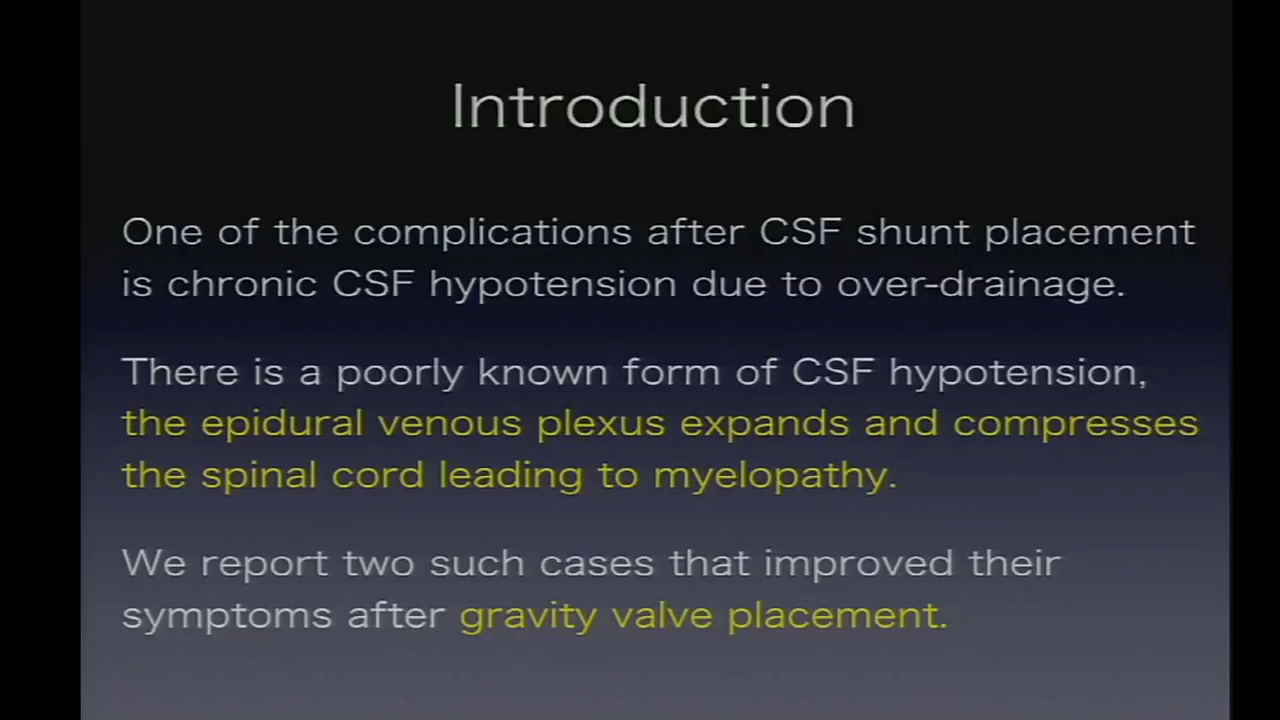 Introduction
One of the complications after CSF shunt placement
is chronic CSF hypotension due to over-drainage.
There is a poorly known form of CSF hypotension,
the epidural venous plexus expands and compresses
the spinal cord leading to myelopathy.
We report two such cases that improved their
symptoms after gravity valve placement.